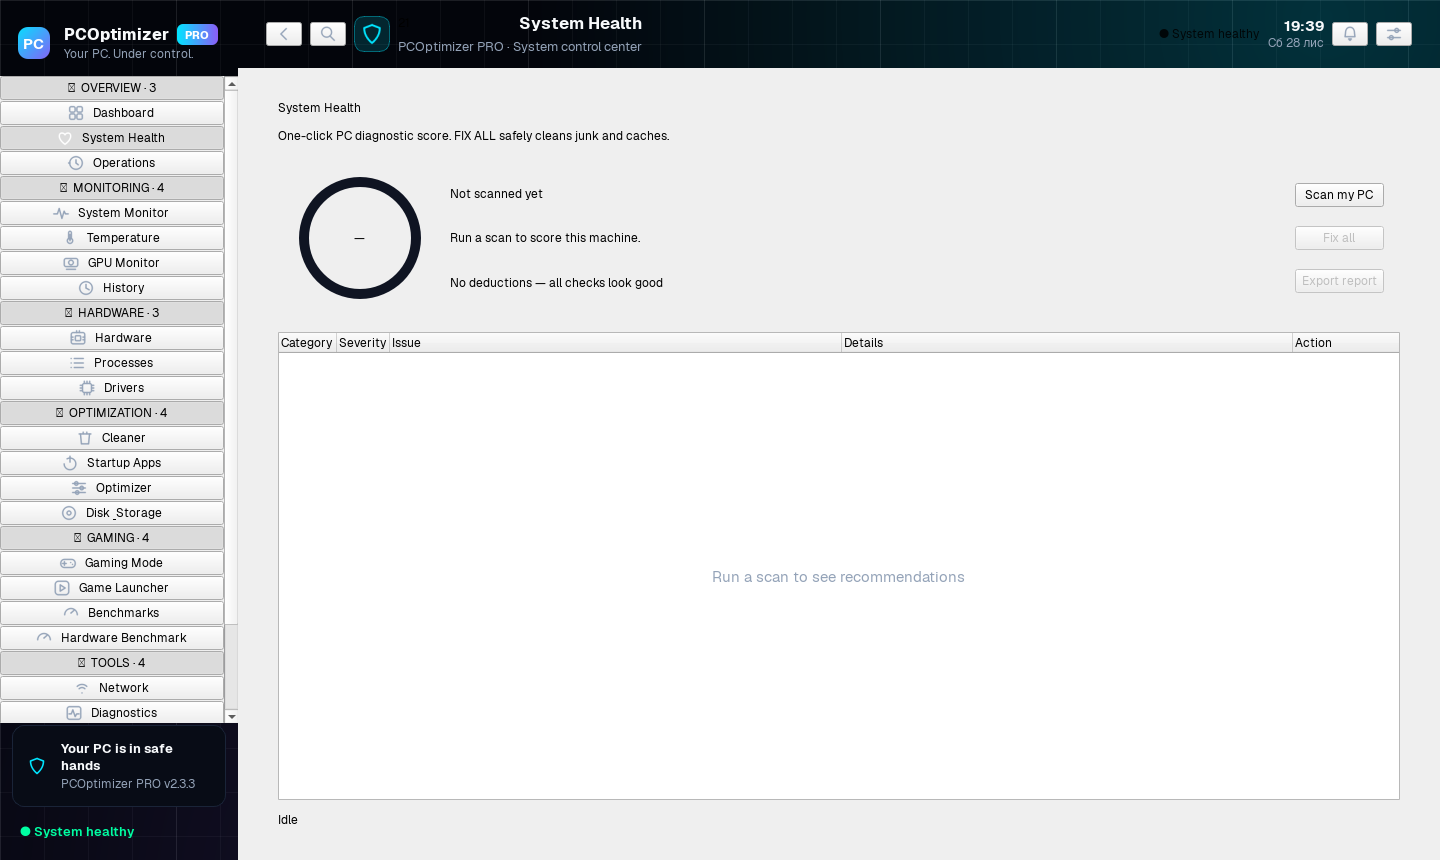 PC
PCOptimizer PRO
Your PC. Under control.
OVERVIEW · 3
Dashboard
System Health
Operations
MONITORING · 4
System Monitor
Temperature
GPU Monitor
History
HARDWARE · 3
Hardware
Processes
Drivers
OPTIMIZATION · 4
Cleaner
Startup Apps
Optimizer
Disk _Storage
GAMING · 4
Gaming Mode
Game Launcher
Benchmarks
Hardware Benchmark
TOOLS · 4
Network
Diagnostics
Your PC is in safe
hands
PCOptimizer PRO v2.3.3
● System healthy
System Health
PCOptimizer PRO · System control center
● System healthy
19:39
Сб 28 лис
System Health
One-click PC diagnostic score. FIX ALL safely cleans junk and caches.
—
Not scanned yet
Run a scan to score this machine.
No deductions — all checks look good
Scan my PC
Fix all
Export report
Category Severity Issue Details Action
Run a scan to see recommendations
Idle